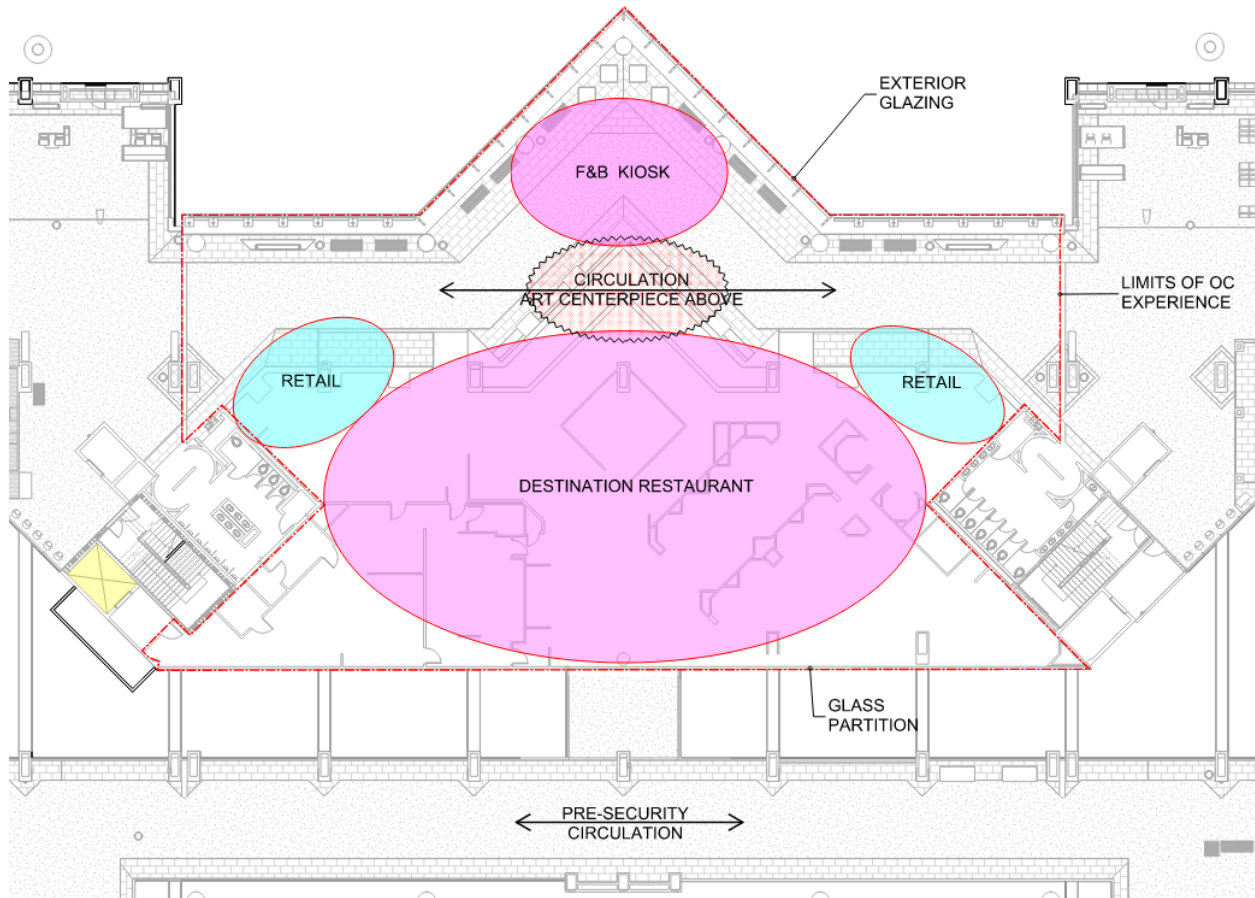 EXTERIOR
GLAZING
F&B KIOSK
CIRCULATION
ART CENTERPIECE ABOVE
LIMITS OF OC
EXPERIENCE
RETAIL
RETAIL
DESTINATION RESTAURANT
GLASS
PARTITION
PRE-SECURITY
CIRCULATION